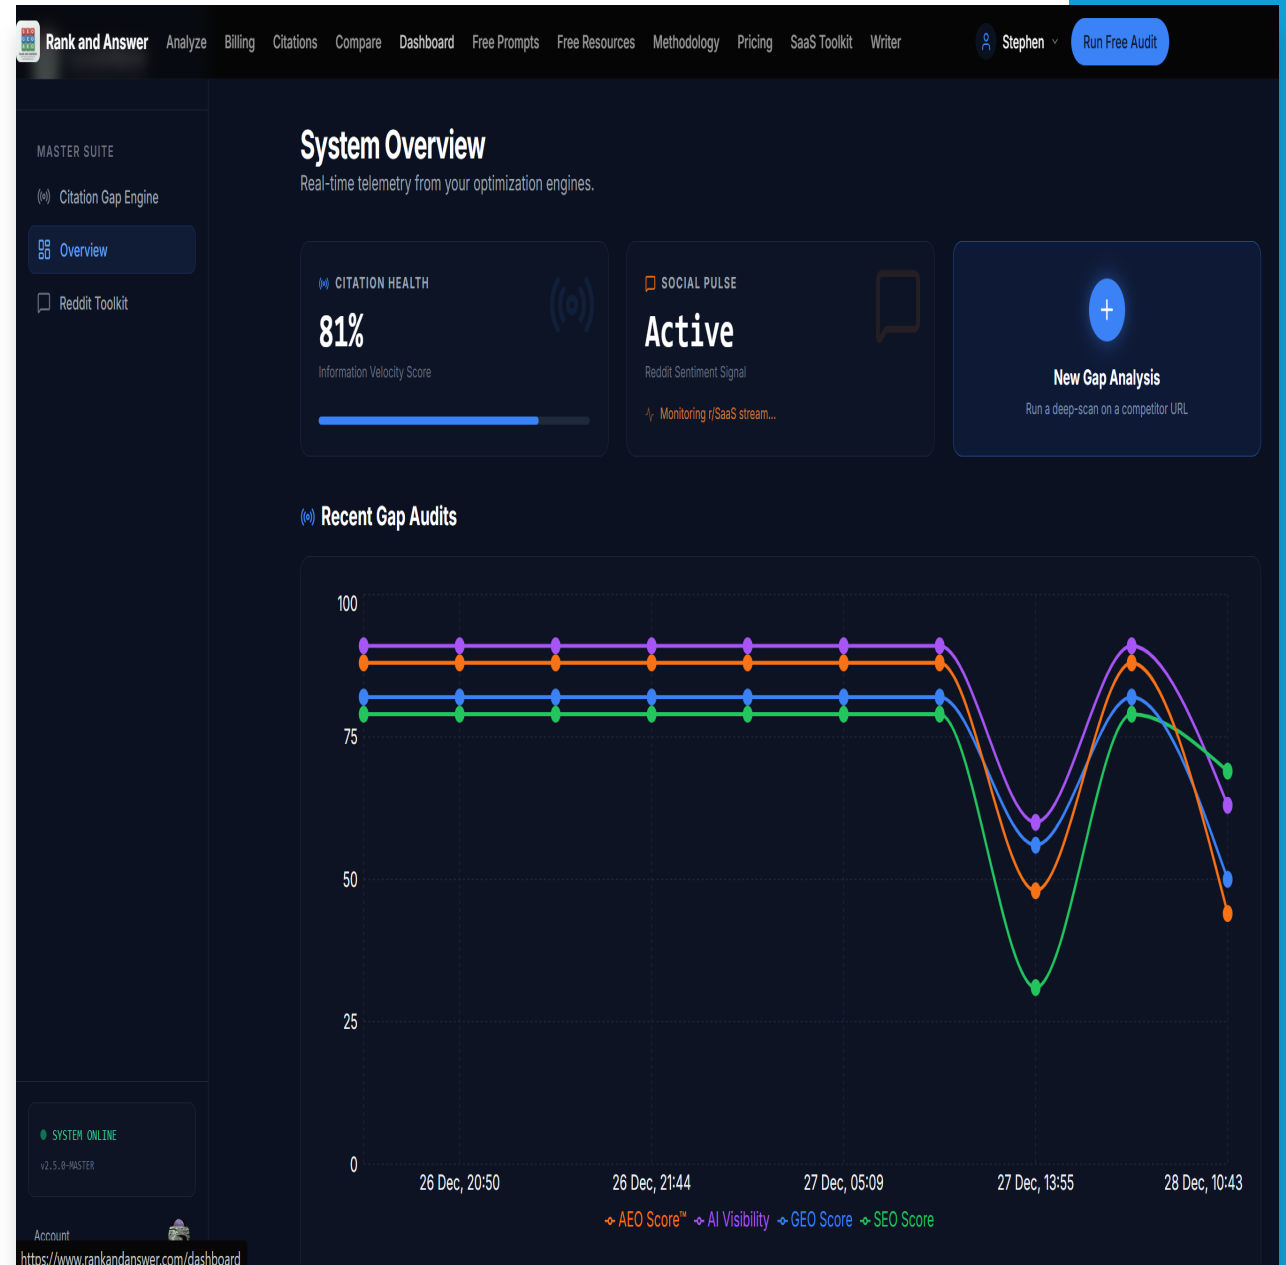 Rank and Answer Analyze Billing Citations Compare Dashboard Free Prompts Free Resources Methodology Pricing SaaS Toolkit Writer Stephen Run Free Audit
MASTER SUITE
Citation Gap Engine
Overview
Reddit Toolkit
System Overview
Real-time telemetry from your optimization engines.
CITATION HEALTH
81%
Information Velocity Score
SOCIAL PULSE
Active
Reddit Sentiment Signal
Monitoring r/SaaS stream...
+
New Gap Analysis
Run a deep-scan on a competitor URL
Recent Gap Audits
100
75
50
25
0
26 Dec, 20:50 26 Dec, 21:44 27 Dec, 05:09 27 Dec, 13:55 28 Dec, 10:43
AEO Score™ AI Visibility GEO Score SEO Score
SYSTEM ONLINE
v2.5.0-MASTER
Account
https://www.rankandanswer.com/dashboard